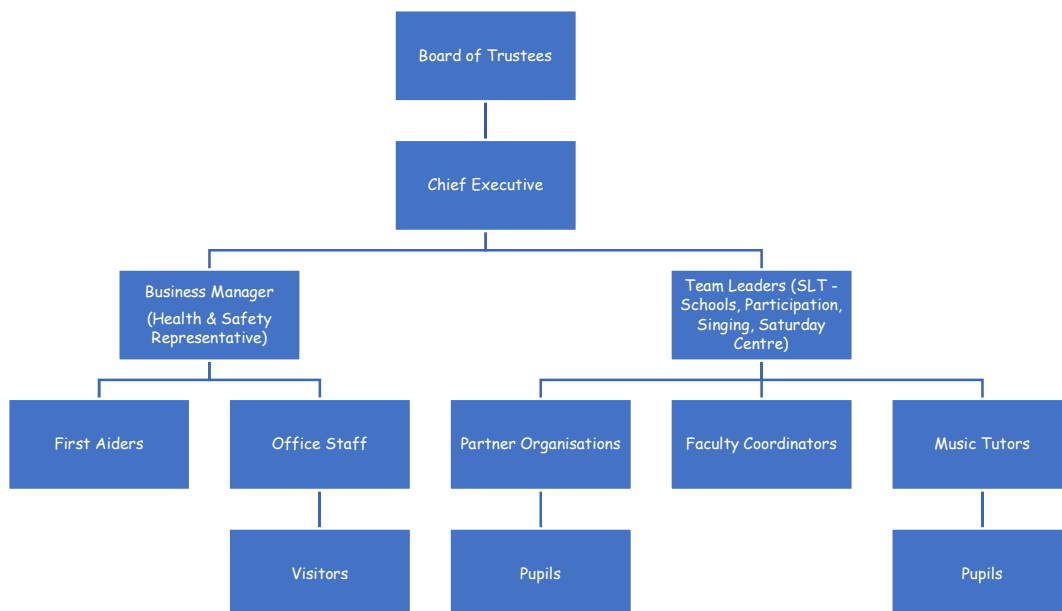 Board of Trustees
Chief Executive
Business Manager
(Health & Safety
Representative)
Team Leaders (SLT -
Schools, Participation,
Singing, Saturday
Centre)
First Aiders
Office Staff
Partner Organisations
Faculty Coordinators
Music Tutors
Visitors
Pupils
Pupils